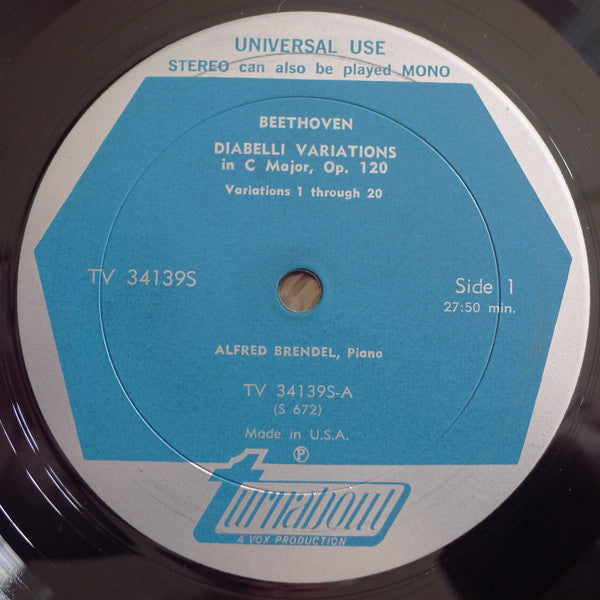 UNIVERSAL USE
STEREO can also be played MONO
BEETHOVEN
DIABELLI VARIATIONS
in C Major, Op. 120
Variations 1 through 20
TV 34139S
Side 1
27:50 min.
ALFRED BRENDEL, Piano
TV 34139S-A
(S 672)
Made in U.S.A.
℗
turnabout
A VOX PRODUCTION